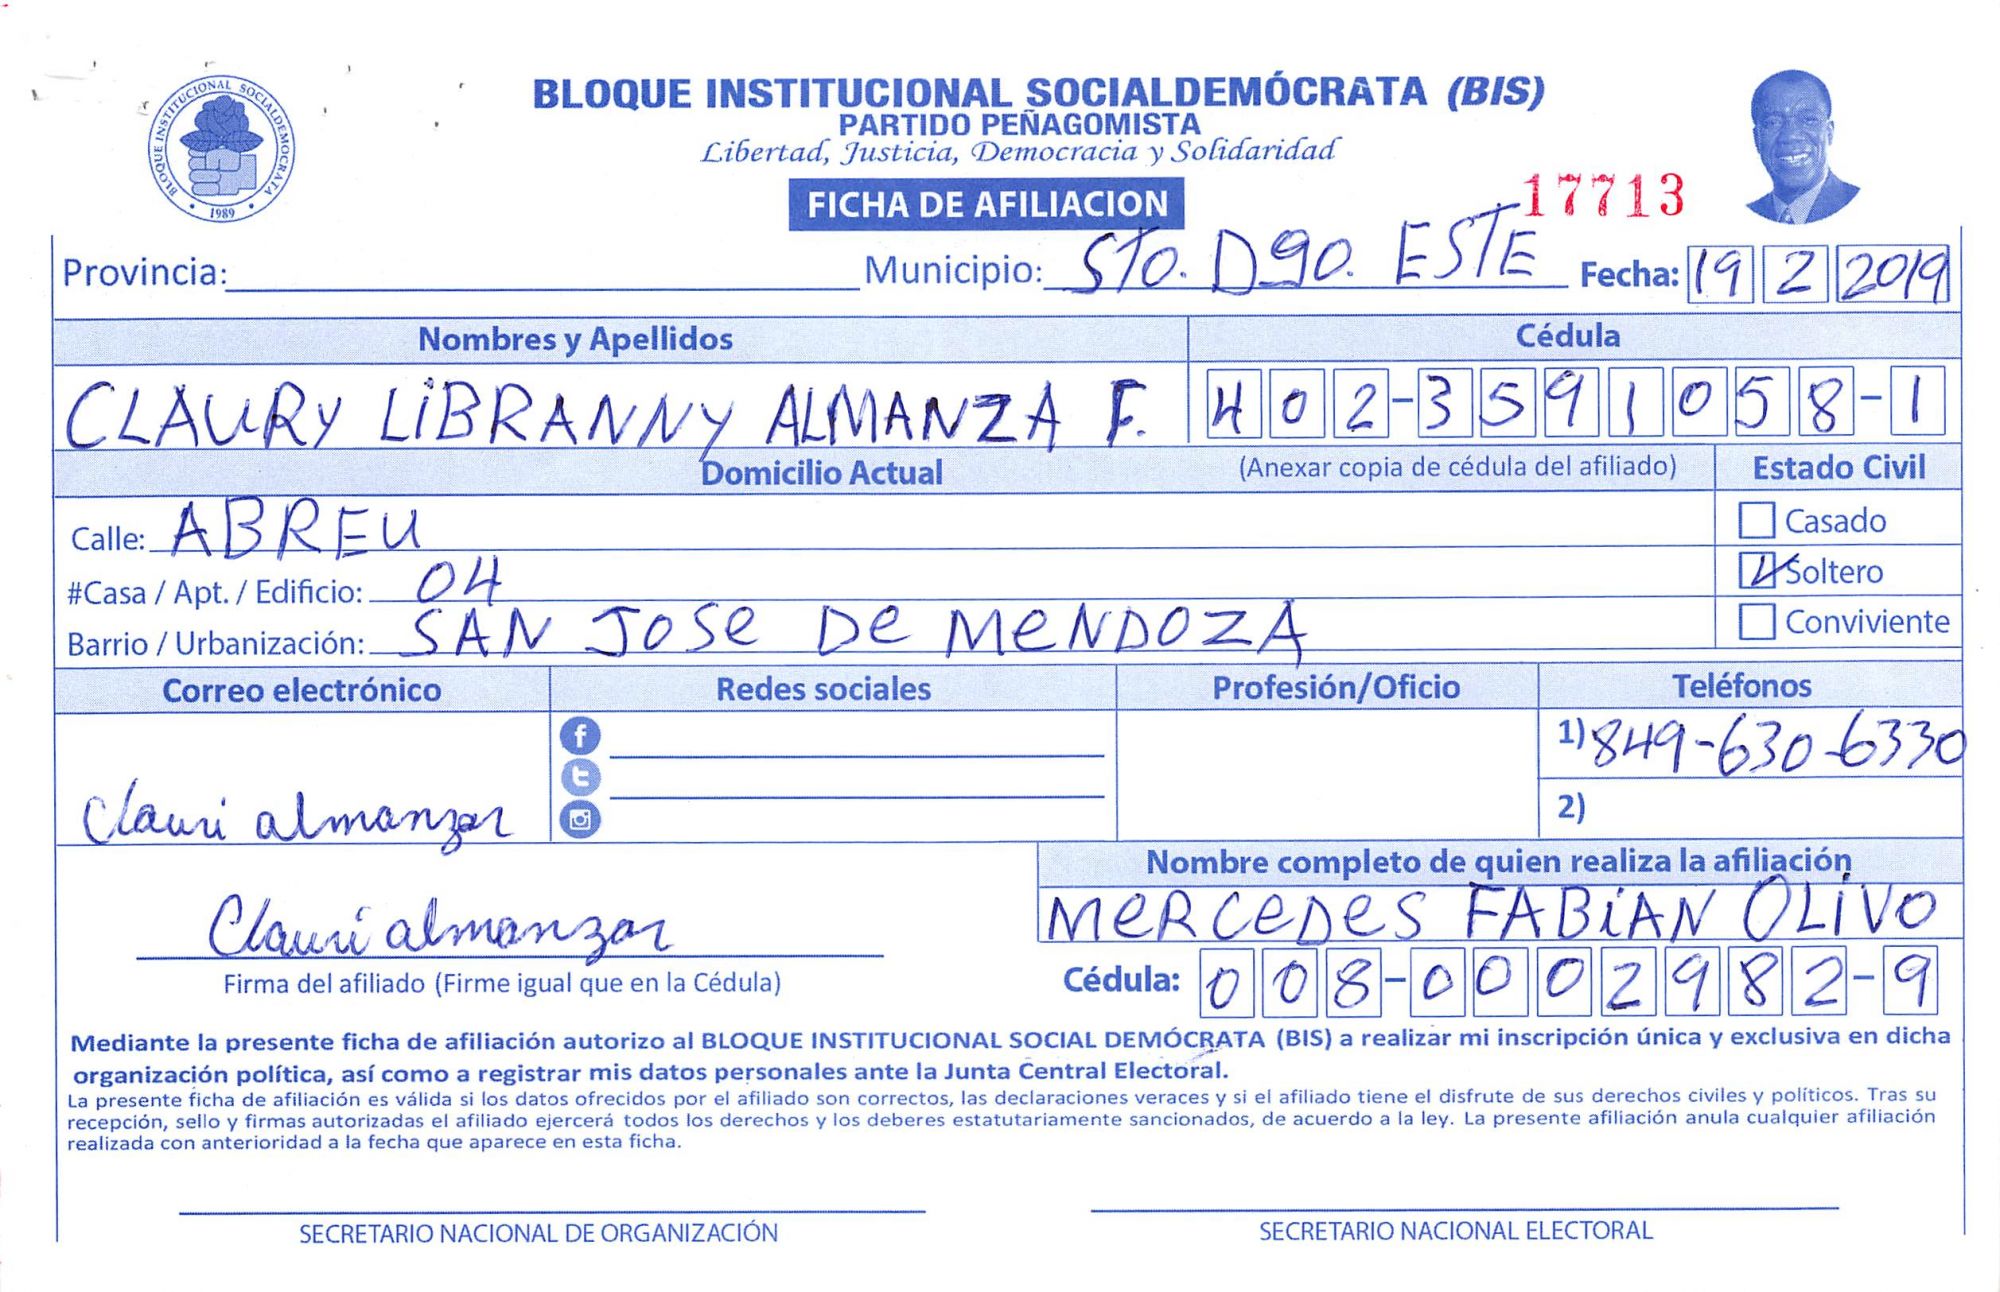 BLOQUE INSTITUCIONAL SOCIALDEMOCRATA
1989
BLOQUE INSTITUCIONAL SOCIALDEMÓCRATA (BIS)
PARTIDO PEÑAGOMISTA
Libertad, Justicia, Democracia y Solidaridad
FICHA DE AFILIACION
17713
Provincia: Municipio: STO. DGO. ESTE Fecha: 19 2 2019
Nombres y Apellidos Cédula
CLAURY LIBRANNY ALMANZA F. 402-3591058-1
Domicilio Actual (Anexar copia de cédula del afiliado) Estado Civil
Calle: ABREU Casado
#Casa / Apt. / Edificio: 04 Soltero
Barrio / Urbanización: SAN JOSE DE MENDOZA Conviviente
Correo electrónico Redes sociales Profesión/Oficio Teléfonos
1) 849-630-6330
2)
Clauri almanzar
Nombre completo de quien realiza la afiliación
MERCEDES FABIAN OLIVO
Clauri almanzar
Firma del afiliado (Firme igual que en la Cédula) Cédula: 008-0002982-9
Mediante la presente ficha de afiliación autorizo al BLOQUE INSTITUCIONAL SOCIAL DEMÓCRATA (BIS) a realizar mi inscripción única y exclusiva en dicha
organización política, así como a registrar mis datos personales ante la Junta Central Electoral.
La presente ficha de afiliación es válida si los datos ofrecidos por el afiliado son correctos, las declaraciones veraces y si el afiliado tiene el disfrute de sus derechos civiles y políticos. Tras su
recepción, sello y firmas autorizadas el afiliado ejercerá todos los derechos y los deberes estatutariamente sancionados, de acuerdo a la ley. La presente afiliación anula cualquier afiliación
realizada con anterioridad a la fecha que aparece en esta ficha.
SECRETARIO NACIONAL DE ORGANIZACIÓN SECRETARIO NACIONAL ELECTORAL